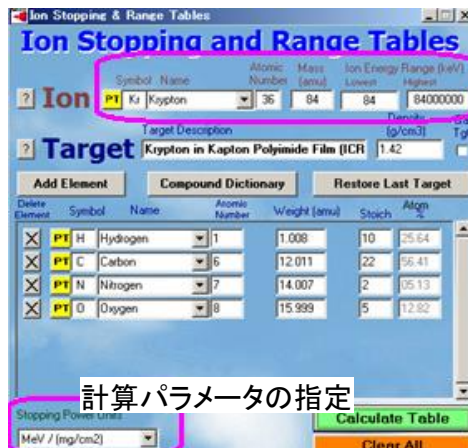 Ion Stopping & Range Tables
Ion Stopping and Range Tables
Symbol Name Atomic Number Mass (amu) Ion Energy Range (keV) Lowest Highest
? Ion PT Kr Krypton 36 84 84 84000000
Target Description Density (g/cm3)
? Target Krypton in Kapton Polyimide Film (ICR 1.42
Add Element Compound Dictionary Restore Last Target
Delete Element Symbol Name Atomic Number Weight (amu) Stoich Atom %
X PT H Hydrogen 1 1.008 10 25.64
X PT C Carbon 6 12.011 22 56.41
X PT N Nitrogen 7 14.007 2 05.13
X PT O Oxygen 8 15.999 5 12.82
計算パラメータの指定
Stopping Power Units
MeV / (mg/cm2)
Calculate Table
Clear All